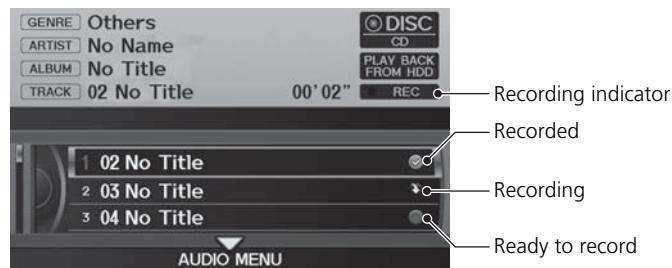 GENRE Others
DISC
ARTIST No Name
CD
ALBUM No Title
PLAY BACK
FROM HDD
TRACK 02 No Title 00'02" REC
Recording indicator
Recorded
1 02 No Title
2 03 No Title
Recording
3 04 No Title
Ready to record
AUDIO MENU